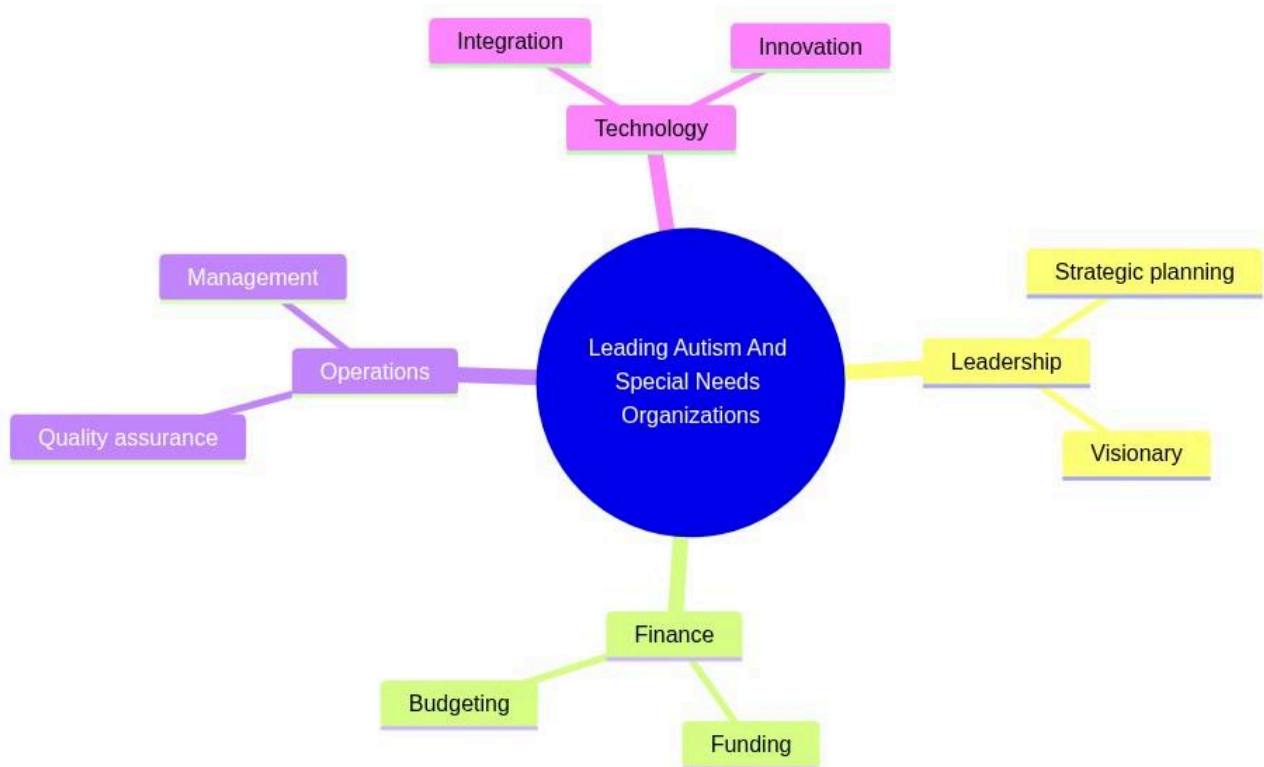 Integration
Innovation
Technology
Management
Strategic planning
Operations
Leading Autism And
Special Needs
Organizations
Leadership
Quality assurance
Visionary
Finance
Budgeting
Funding